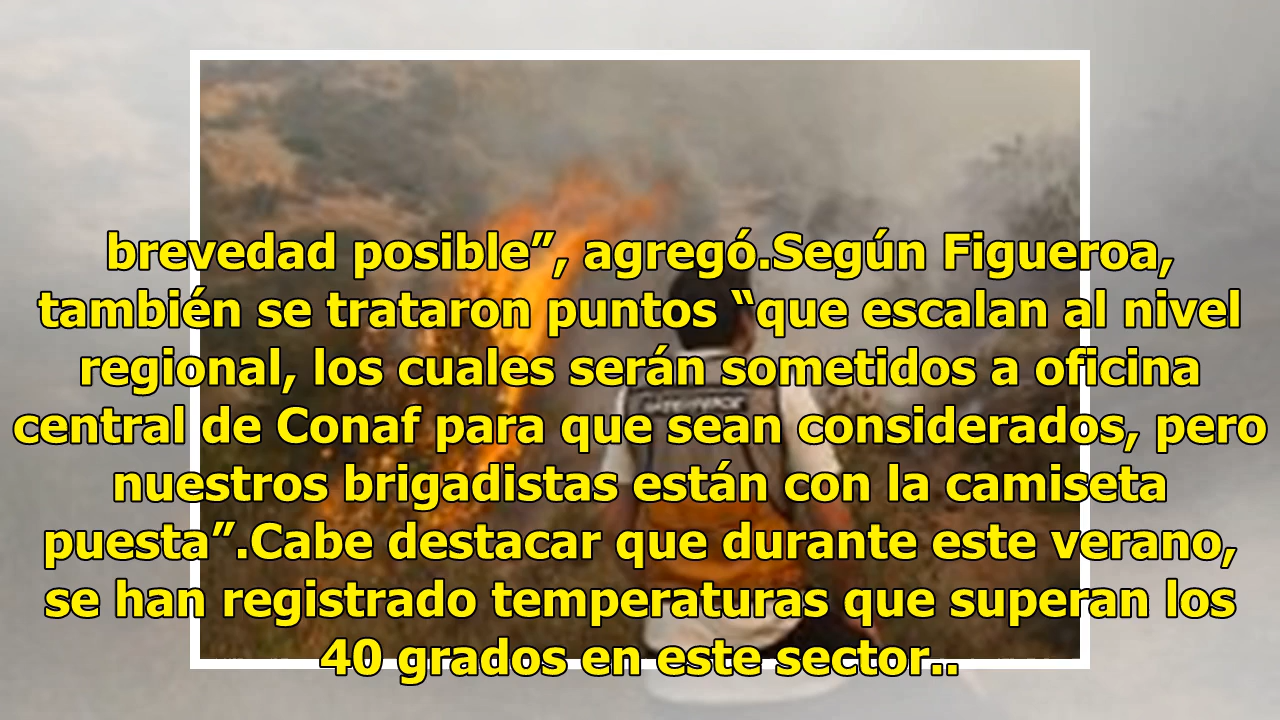 brevedad posible”, agregó.Según Figueroa,
también se trataron puntos “que escalan al nivel
regional, los cuales serán sometidos a oficina
central de Conaf para que sean considerados, pero
nuestros brigadistas están con la camiseta
puesta”.Cabe destacar que durante este verano,
se han registrado temperaturas que superan los
40 grados en este sector..